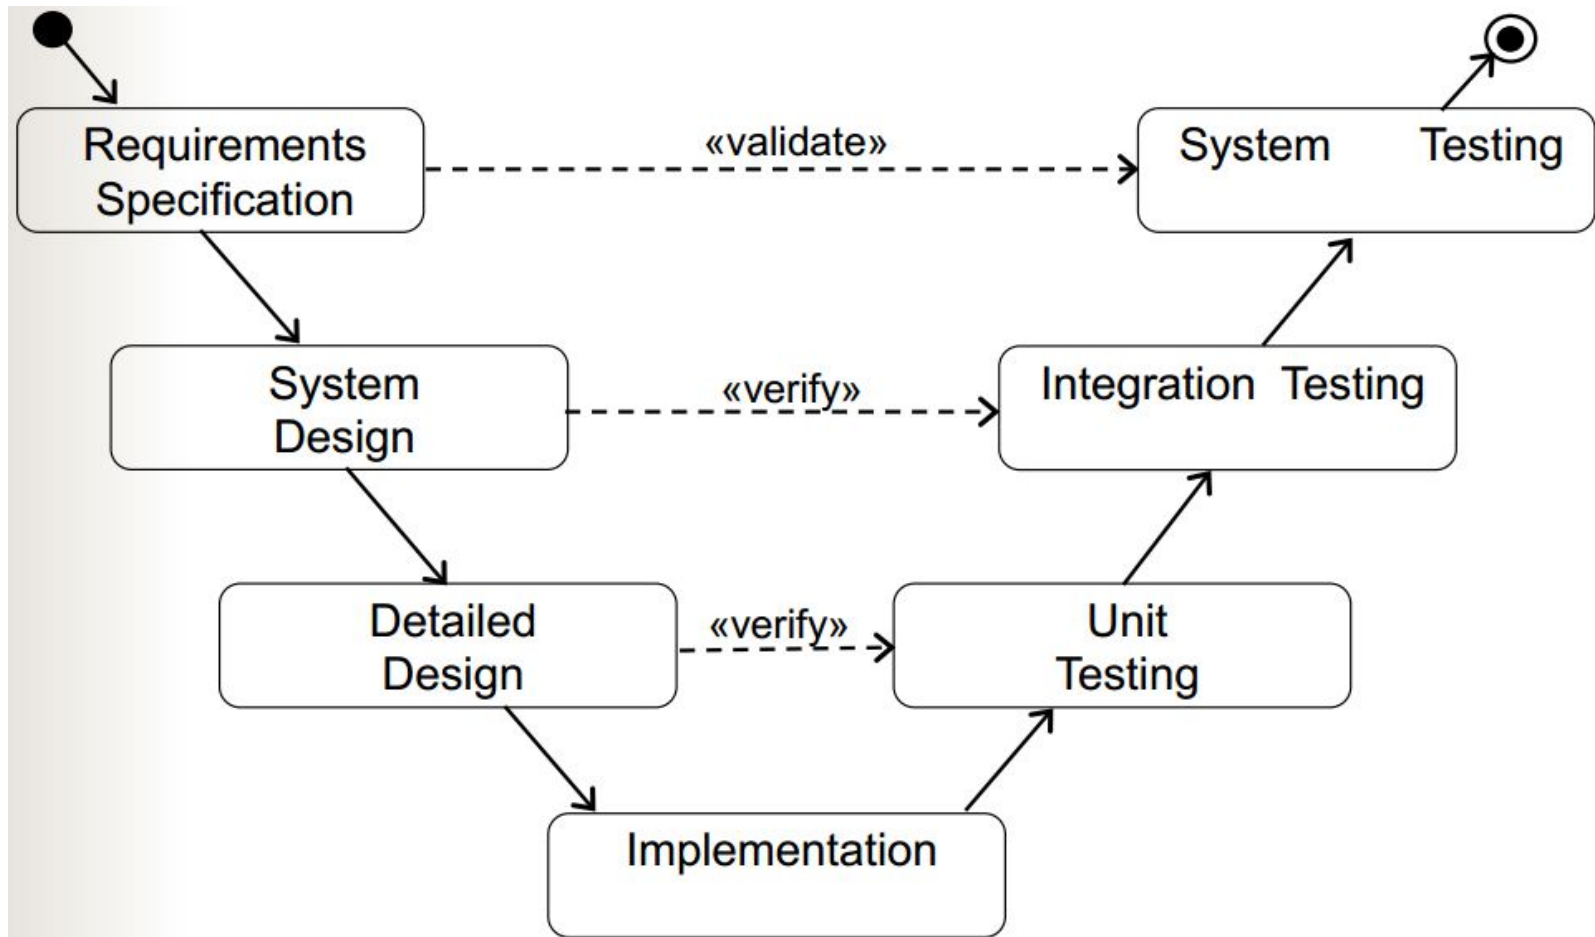 Requirements
Specification
«validate»
System Testing
System
Design
«verify»
Integration Testing
Detailed
Design
«verify»
Unit
Testing
Implementation